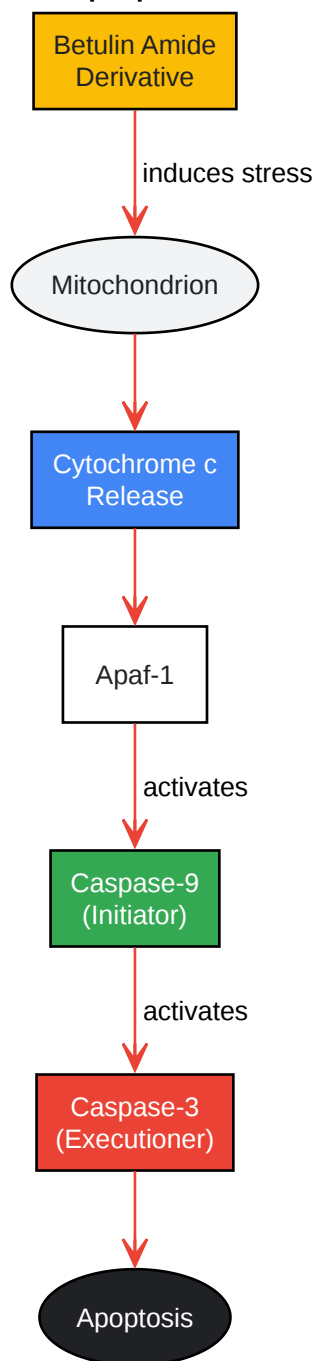 Betulin Amide
Derivative
induces stress
Mitochondrion
Cytochrome c
Release
Apaf-1
activates
Caspase-9
(Initiator)
activates
Caspase-3
(Executioner)
Apoptosis